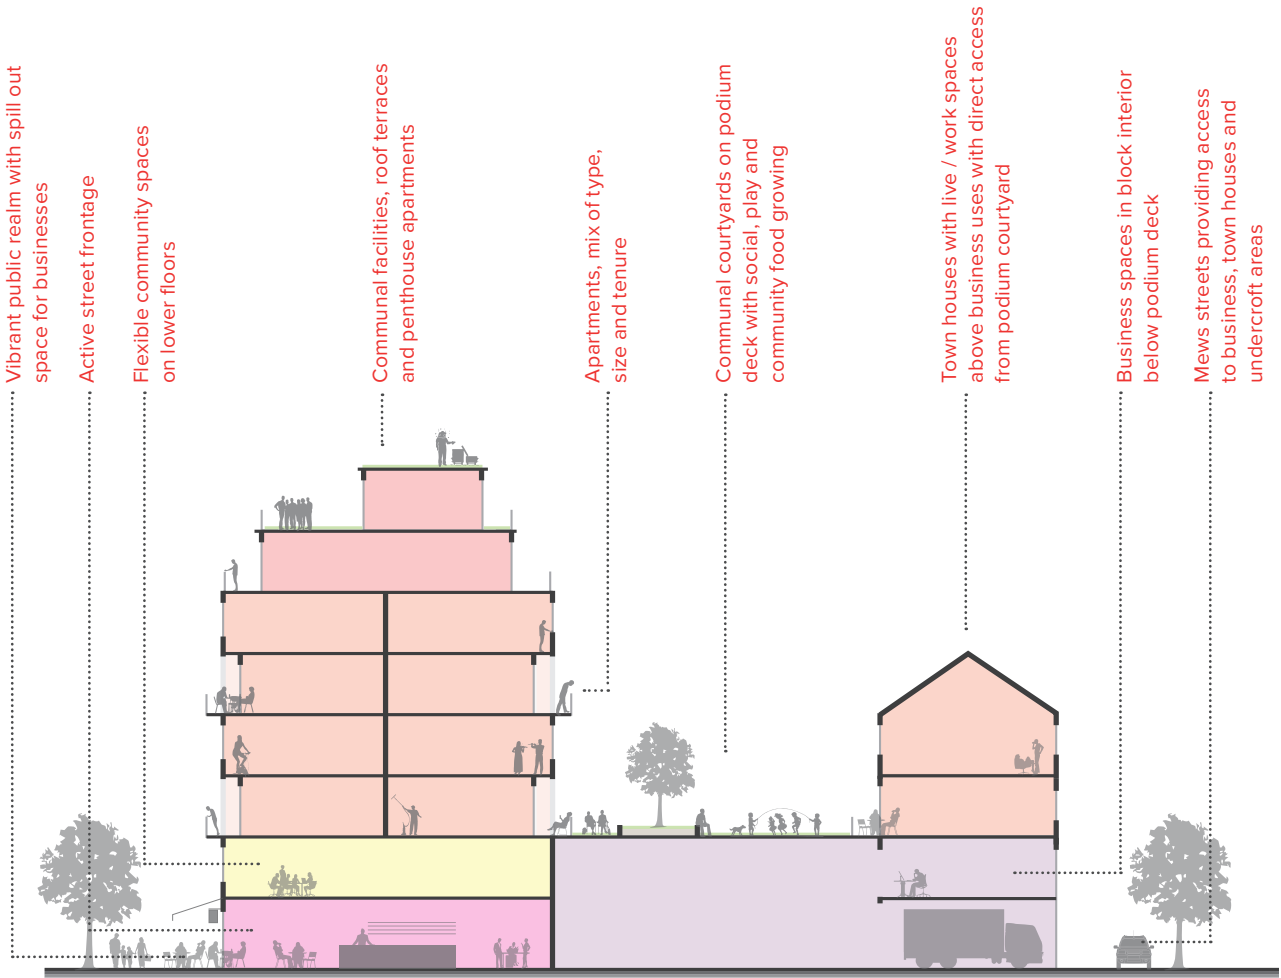 Vibrant public realm with spill out
space for businesses
Active street frontage
Flexible community spaces
on lower floors
Communal facilities, roof terraces
and penthouse apartments
Apartments, mix of type,
size and tenure
Communal courtyards on podium
deck with social, play and
community food growing
Town houses with live / work spaces
above business uses with direct access
from podium courtyard
Business spaces in block interior
below podium deck
Mews streets providing access
to business, town houses and
undercroft areas